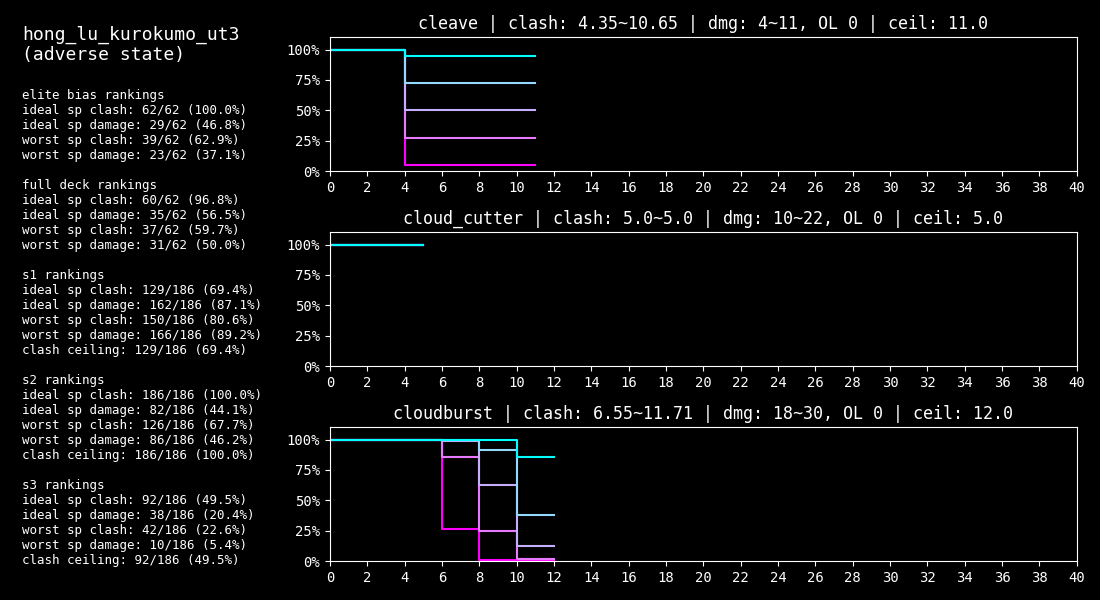 hong_lu_kurokumo_ut3
(adverse state)
elite bias rankings
ideal sp clash: 62/62 (100.0%)
ideal sp damage: 29/62 (46.8%)
worst sp clash: 39/62 (62.9%)
worst sp damage: 23/62 (37.1%)
full deck rankings
ideal sp clash: 60/62 (96.8%)
ideal sp damage: 35/62 (56.5%)
worst sp clash: 37/62 (59.7%)
worst sp damage: 31/62 (50.0%)
s1 rankings
ideal sp clash: 129/186 (69.4%)
ideal sp damage: 162/186 (87.1%)
worst sp clash: 150/186 (80.6%)
worst sp damage: 166/186 (89.2%)
clash ceiling: 129/186 (69.4%)
s2 rankings
ideal sp clash: 186/186 (100.0%)
ideal sp damage: 82/186 (44.1%)
worst sp clash: 126/186 (67.7%)
worst sp damage: 86/186 (46.2%)
clash ceiling: 186/186 (100.0%)
s3 rankings
ideal sp clash: 92/186 (49.5%)
ideal sp damage: 38/186 (20.4%)
worst sp clash: 42/186 (22.6%)
worst sp damage: 10/186 (5.4%)
clash ceiling: 92/186 (49.5%)
cleave | clash: 4.35~10.65 | dmg: 4~11, OL 0 | ceil: 11.0
100%
75%
50%
25%
0%
0 2 4 6 8 10 12 14 16 18 20 22 24 26 28 30 32 34 36 38 40
cloud_cutter | clash: 5.0~5.0 | dmg: 10~22, OL 0 | ceil: 5.0
100%
75%
50%
25%
0%
0 2 4 6 8 10 12 14 16 18 20 22 24 26 28 30 32 34 36 38 40
cloudburst | clash: 6.55~11.71 | dmg: 18~30, OL 0 | ceil: 12.0
100%
75%
50%
25%
0%
0 2 4 6 8 10 12 14 16 18 20 22 24 26 28 30 32 34 36 38 40